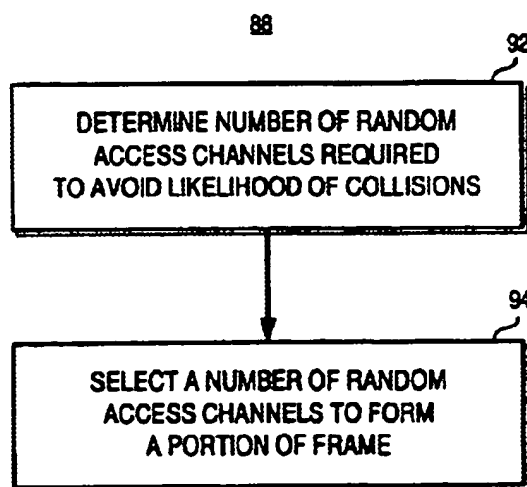 88
92
DETERMINE NUMBER OF RANDOM
ACCESS CHANNELS REQUIRED
TO AVOID LIKELIHOOD OF COLLISIONS
94
SELECT A NUMBER OF RANDOM
ACCESS CHANNELS TO FORM
A PORTION OF FRAME